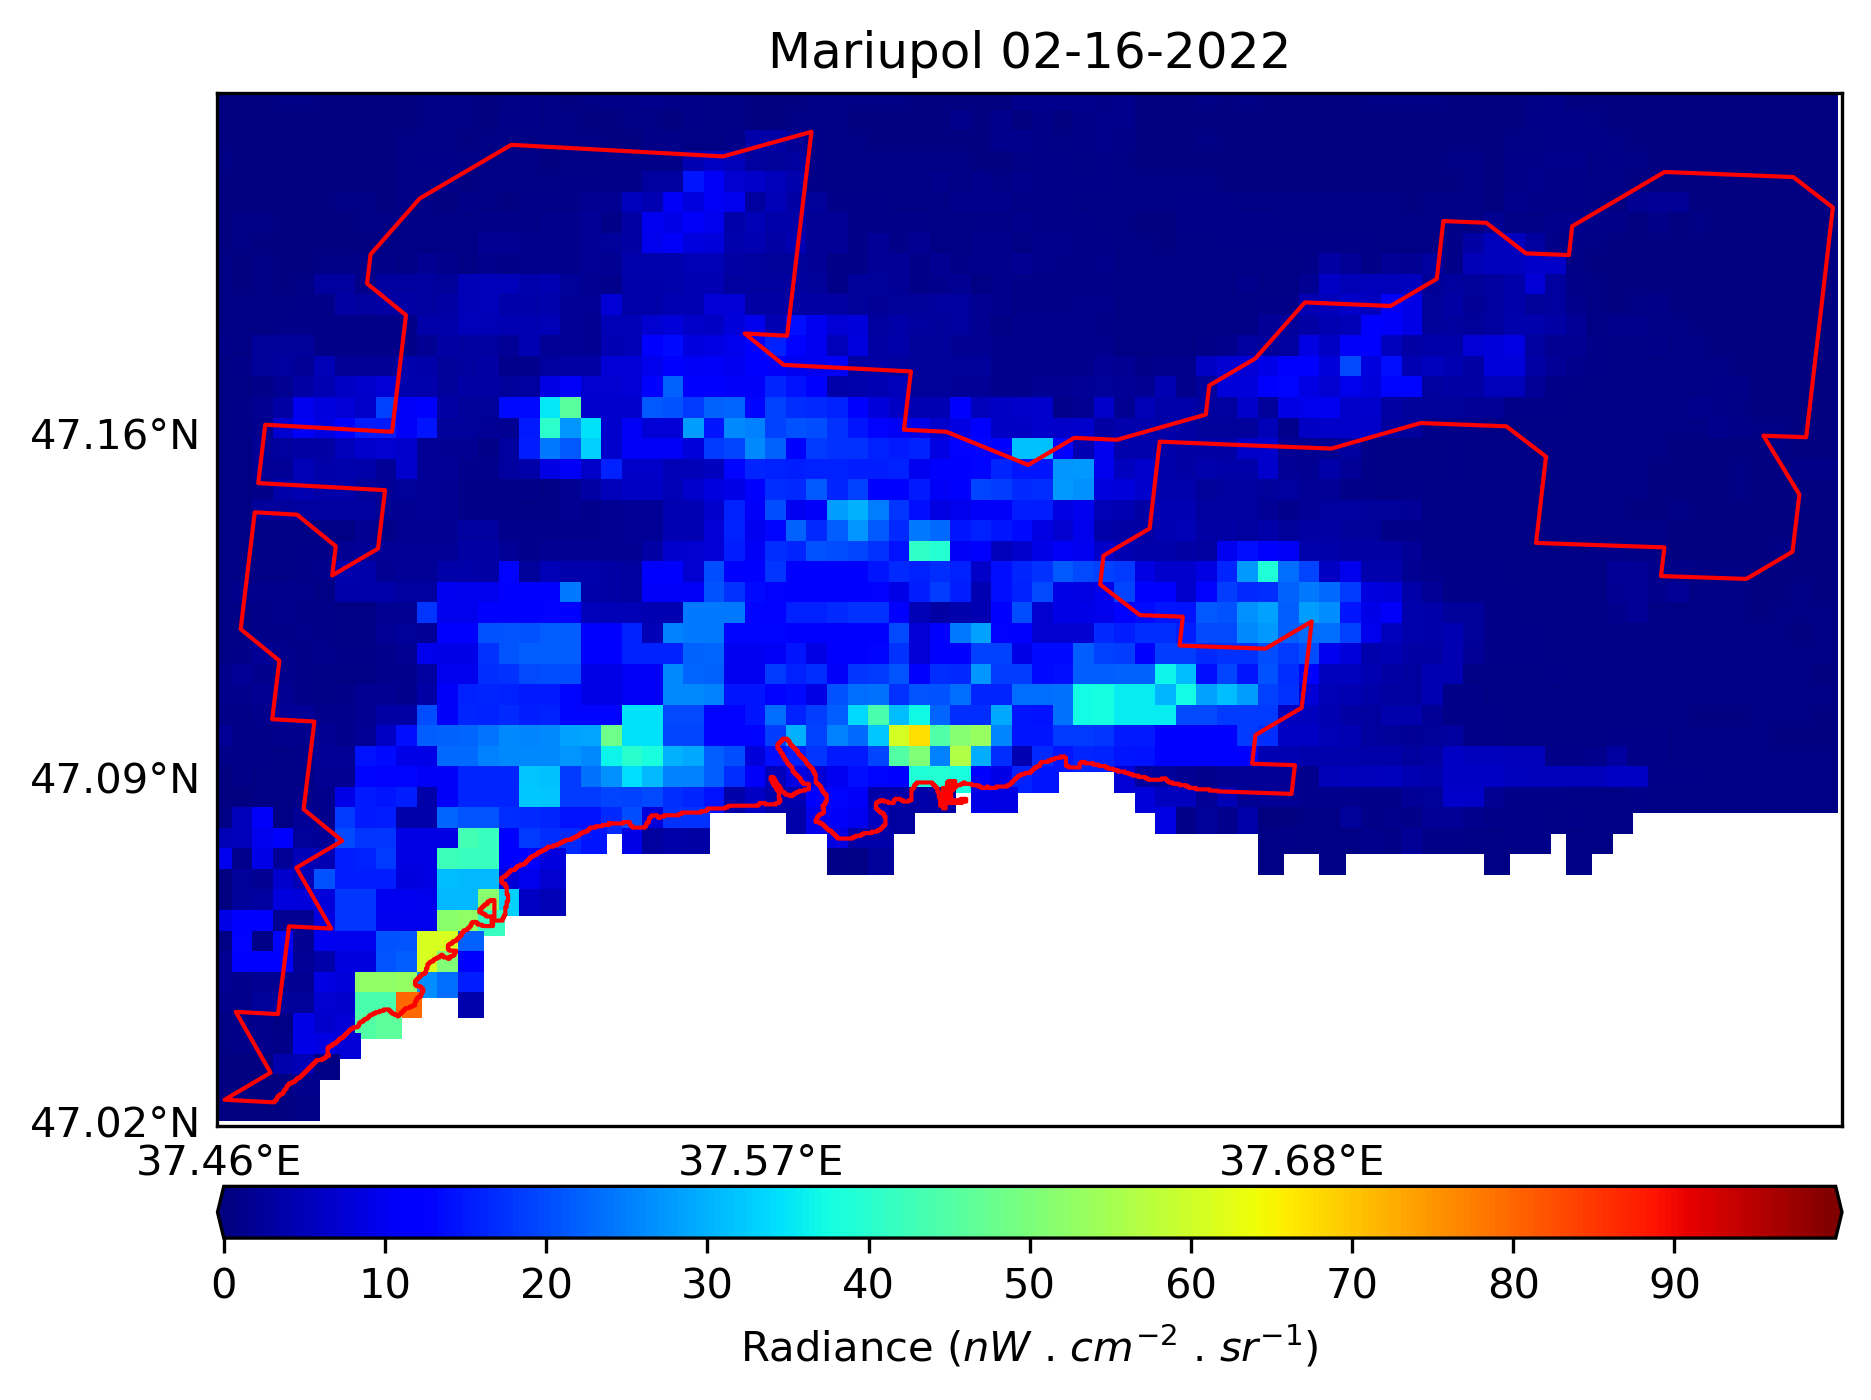 Mariupol 02-16-2022
47.16°N
47.09°N
47.02°N
37.46°E 37.57°E 37.68°E
0 10 20 30 40 50 60 70 80 90
Radiance (nW . cm⁻² . sr⁻¹)